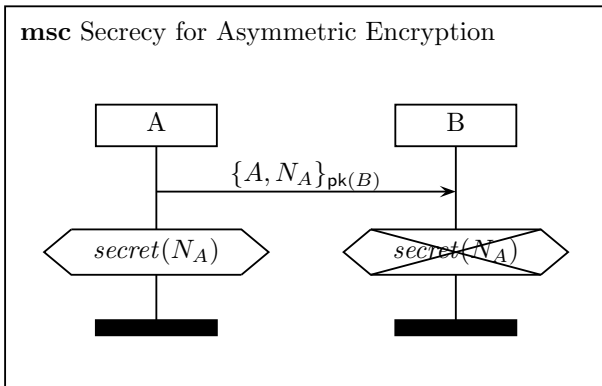 msc Secrecy for Asymmetric Encryption
A
B
{A, N_A}_pk(B)
secret(N_A)
secret(N_A)